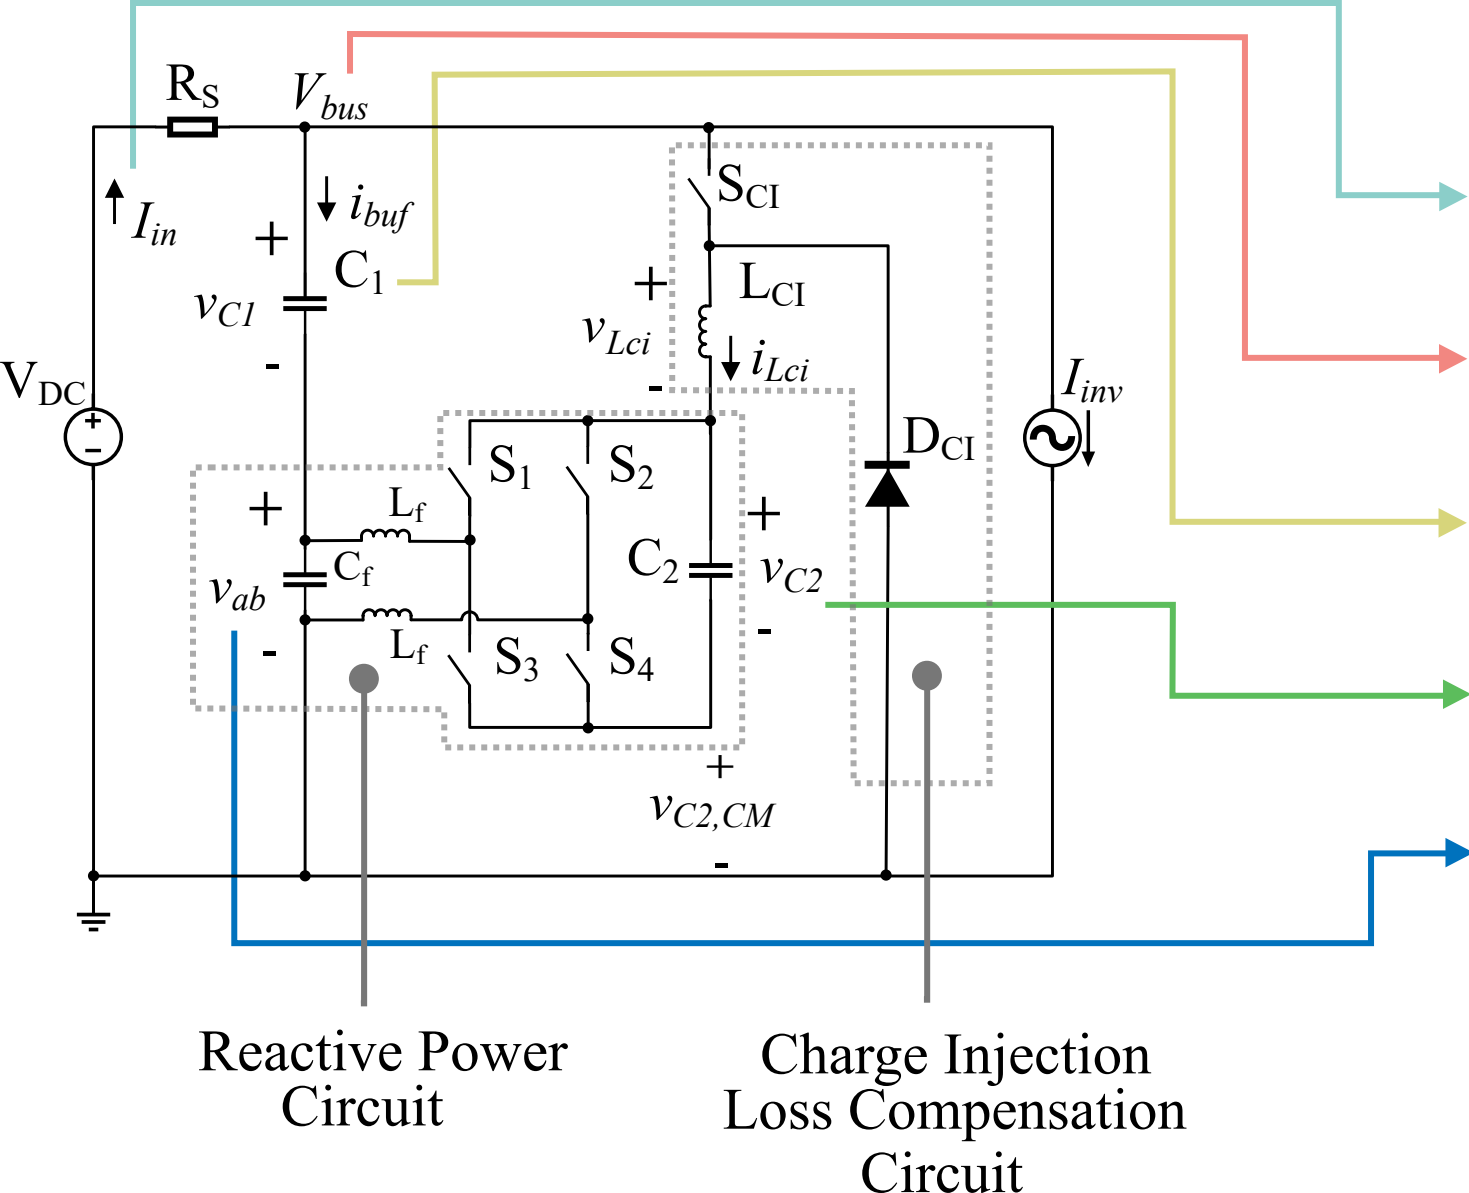 R_S
V_bus
S_CI
I_in
i_buf
+
C_1
v_C1
-
L_CI
+
v_Lci
i_Lci
-
V_DC
+
-
I_inv
D_CI
S_1
S_2
+
L_f
+
C_f
v_ab
C_2
v_C2
-
L_f
-
S_3
S_4
+
v_C2,CM
-
Reactive Power
Circuit
Charge Injection
Loss Compensation
Circuit